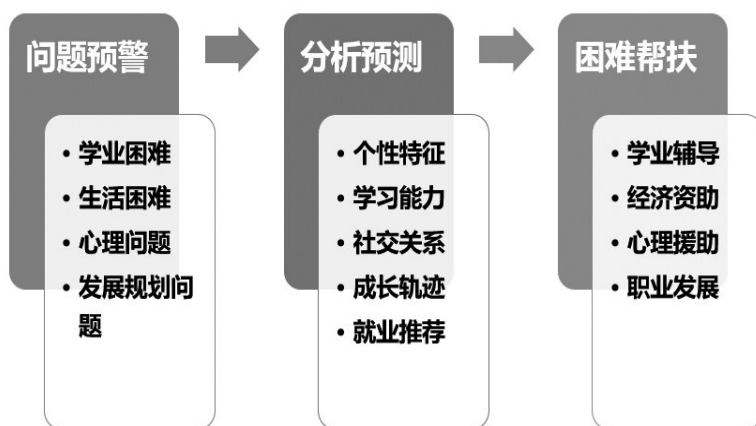 问题预警
• 学业困难
• 生活困难
• 心理问题
• 发展规划问
题
分析预测
• 个性特征
• 学习能力
• 社交关系
• 成长轨迹
• 就业推荐
困难帮扶
• 学业辅导
• 经济资助
• 心理援助
• 职业发展